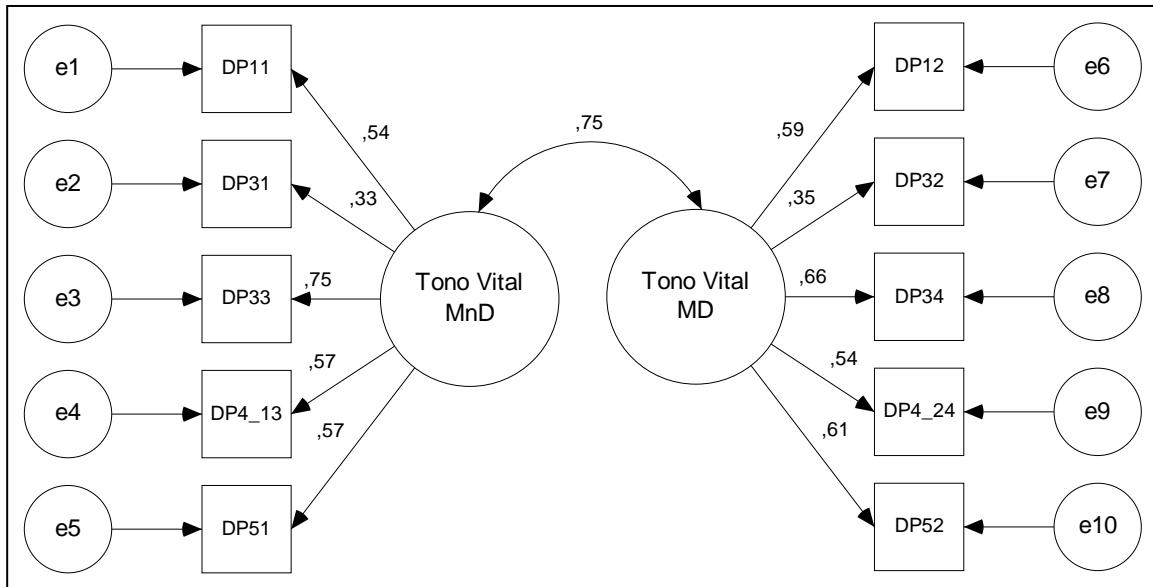 e1
DP11
,54
e2
DP31
,33
e3
DP33
,75
e4
DP4_13
,57
e5
DP51
,57
Tono Vital
MnD
,75
Tono Vital
MD
,59
DP12
e6
,35
DP32
e7
,66
DP34
e8
,54
DP4_24
e9
,61
DP52
e10